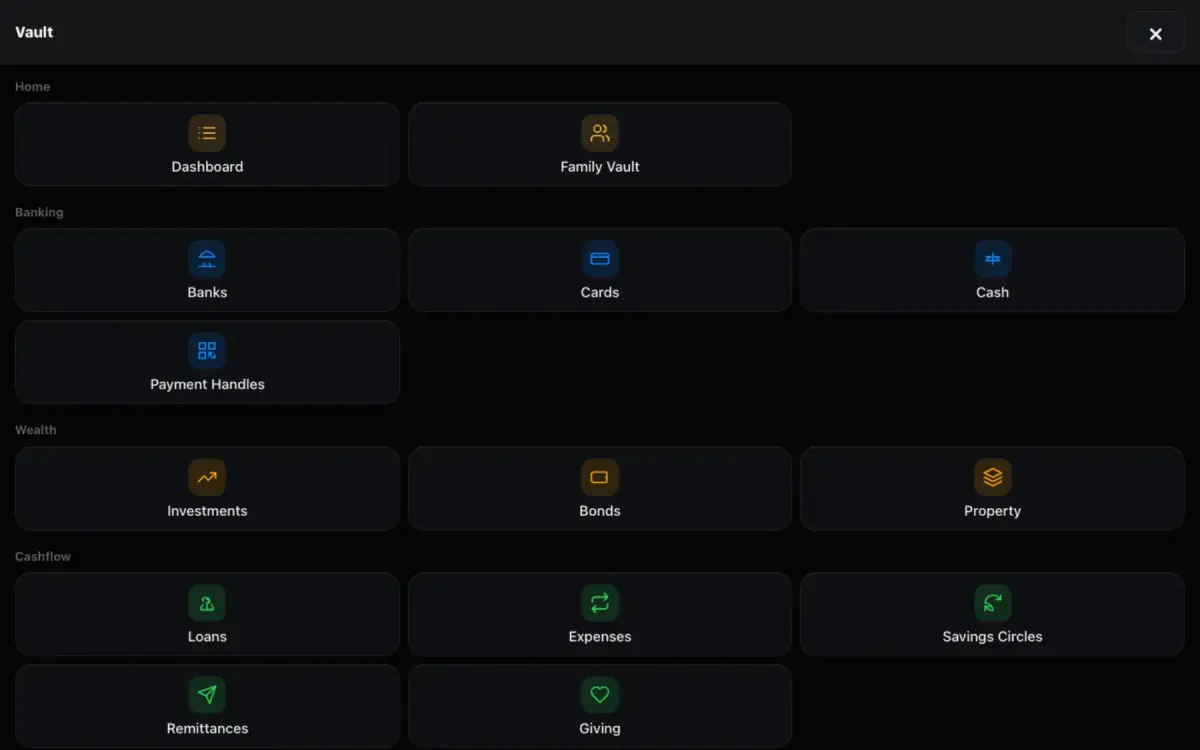 Vault
Home
Dashboard
Family Vault
Banking
Banks
Cards
Cash
Payment Handles
Wealth
Investments
Bonds
Property
Cashflow
Loans
Expenses
Savings Circles
Remittances
Giving